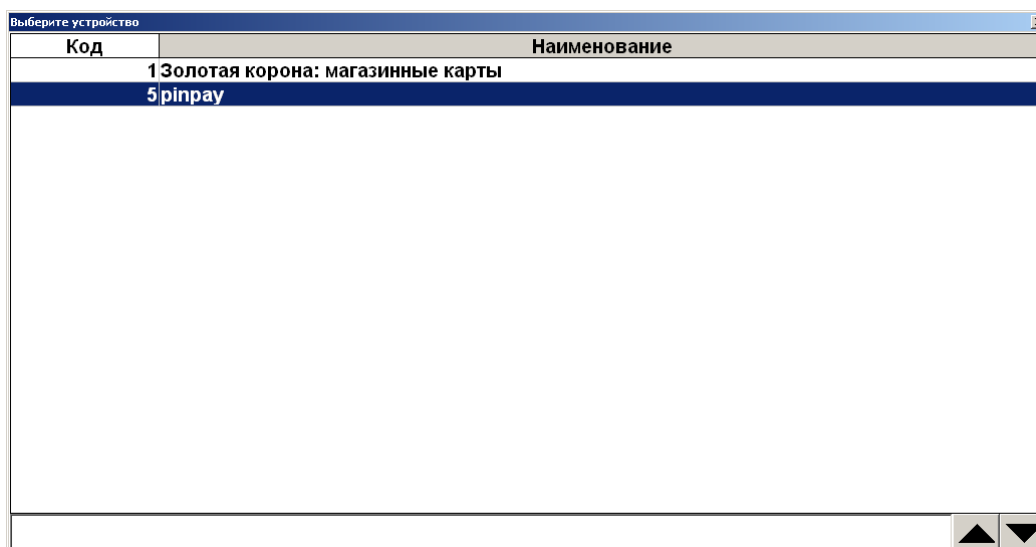 Выберите устройство
Код Наименование
1 Золотая корона: магазинные карты
5 pinpay